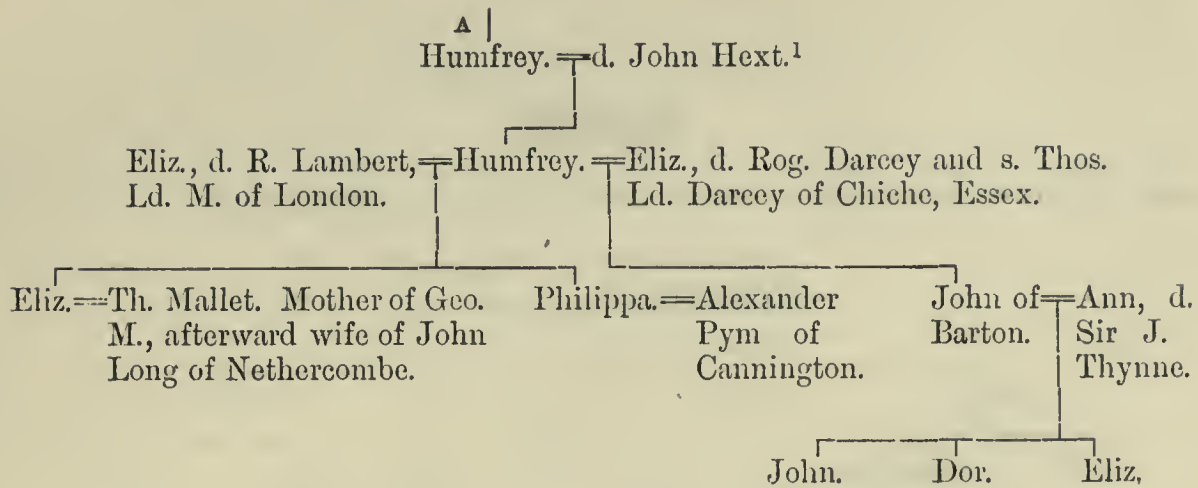 A
Humfrey. = d. John Hext.¹
Eliz., d. R. Lambert, = Humfrey. = Eliz., d. Rog. Darcey and s. Thos.
Ld. M. of London. Ld. Darcey of Chiche, Essex.
Eliz. = Th. Mallet. Mother of Geo. Philippa. = Alexander John of = Ann, d.
M., afterward wife of John Pym of Barton. Sir J.
Long of Nethercombe. Cannington. Thynne.
John. Dor. Eliz,